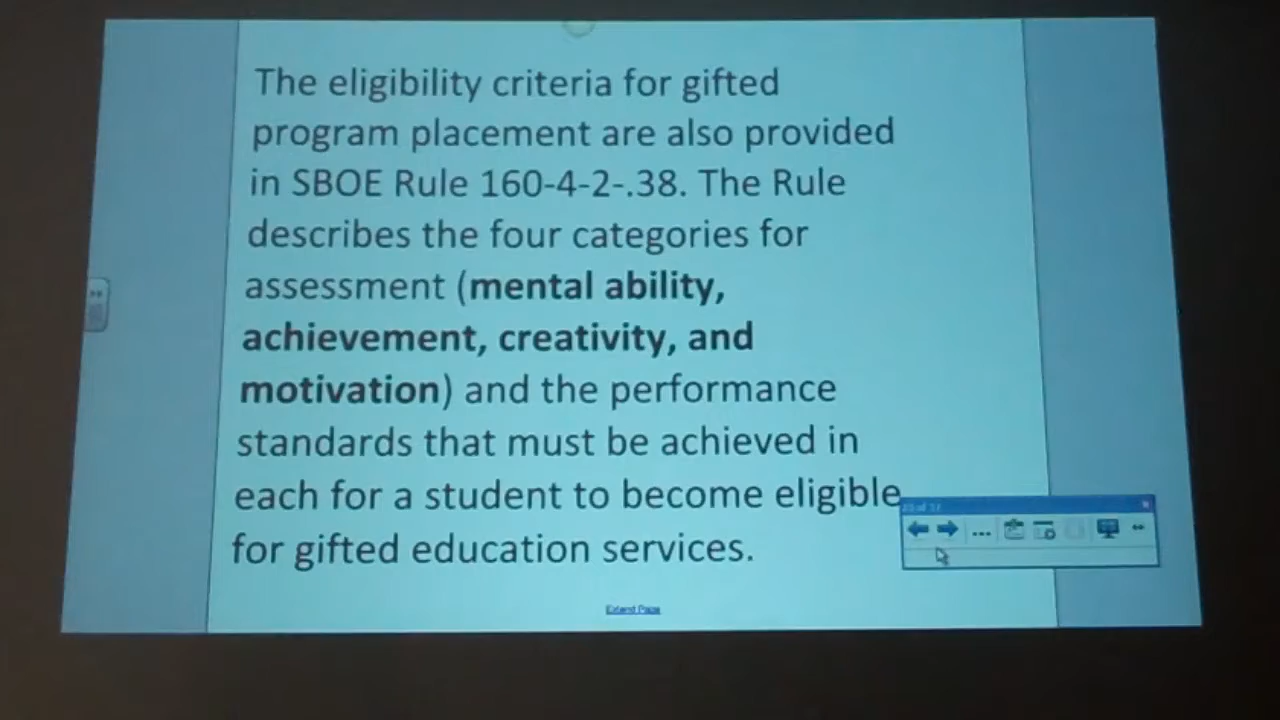 The eligibility criteria for gifted
program placement are also provided
in SBOE Rule 160-4-2-.38. The Rule
describes the four categories for
assessment (mental ability,
achievement, creativity, and
motivation) and the performance
standards that must be achieved in
each for a student to become eligible
for gifted education services.
Extend Page